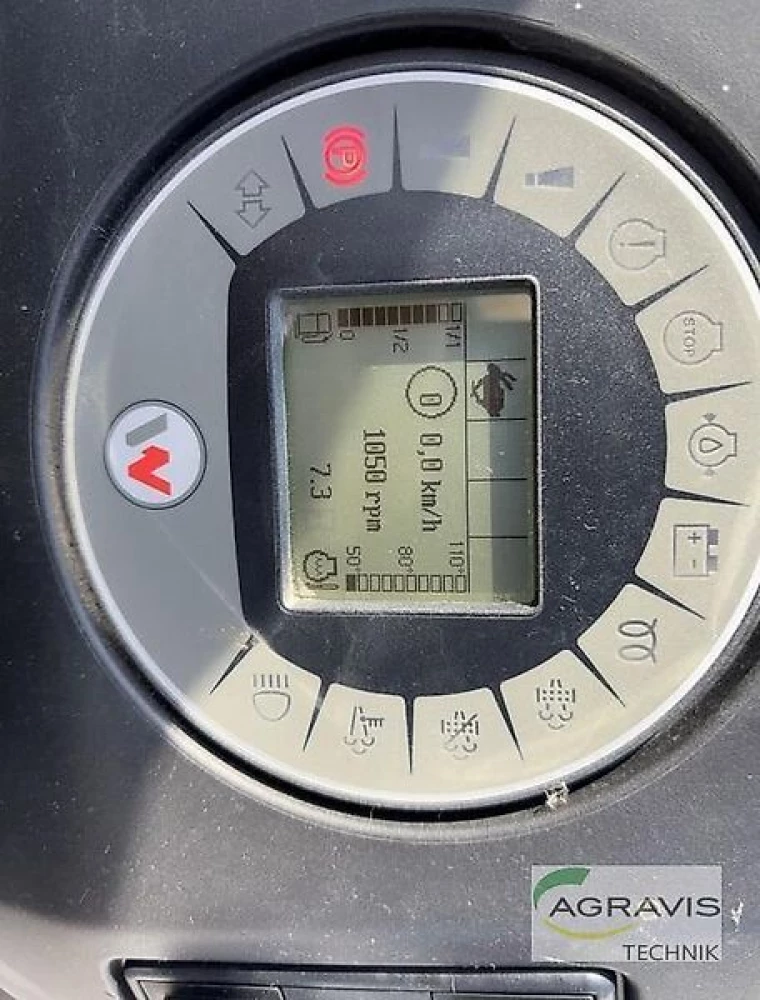 P
STOP
0 1/2 1/1
0 0,0 km/h
1050 rpm
7.3
50° 80° 110°
AGRAVIS
TECHNIK